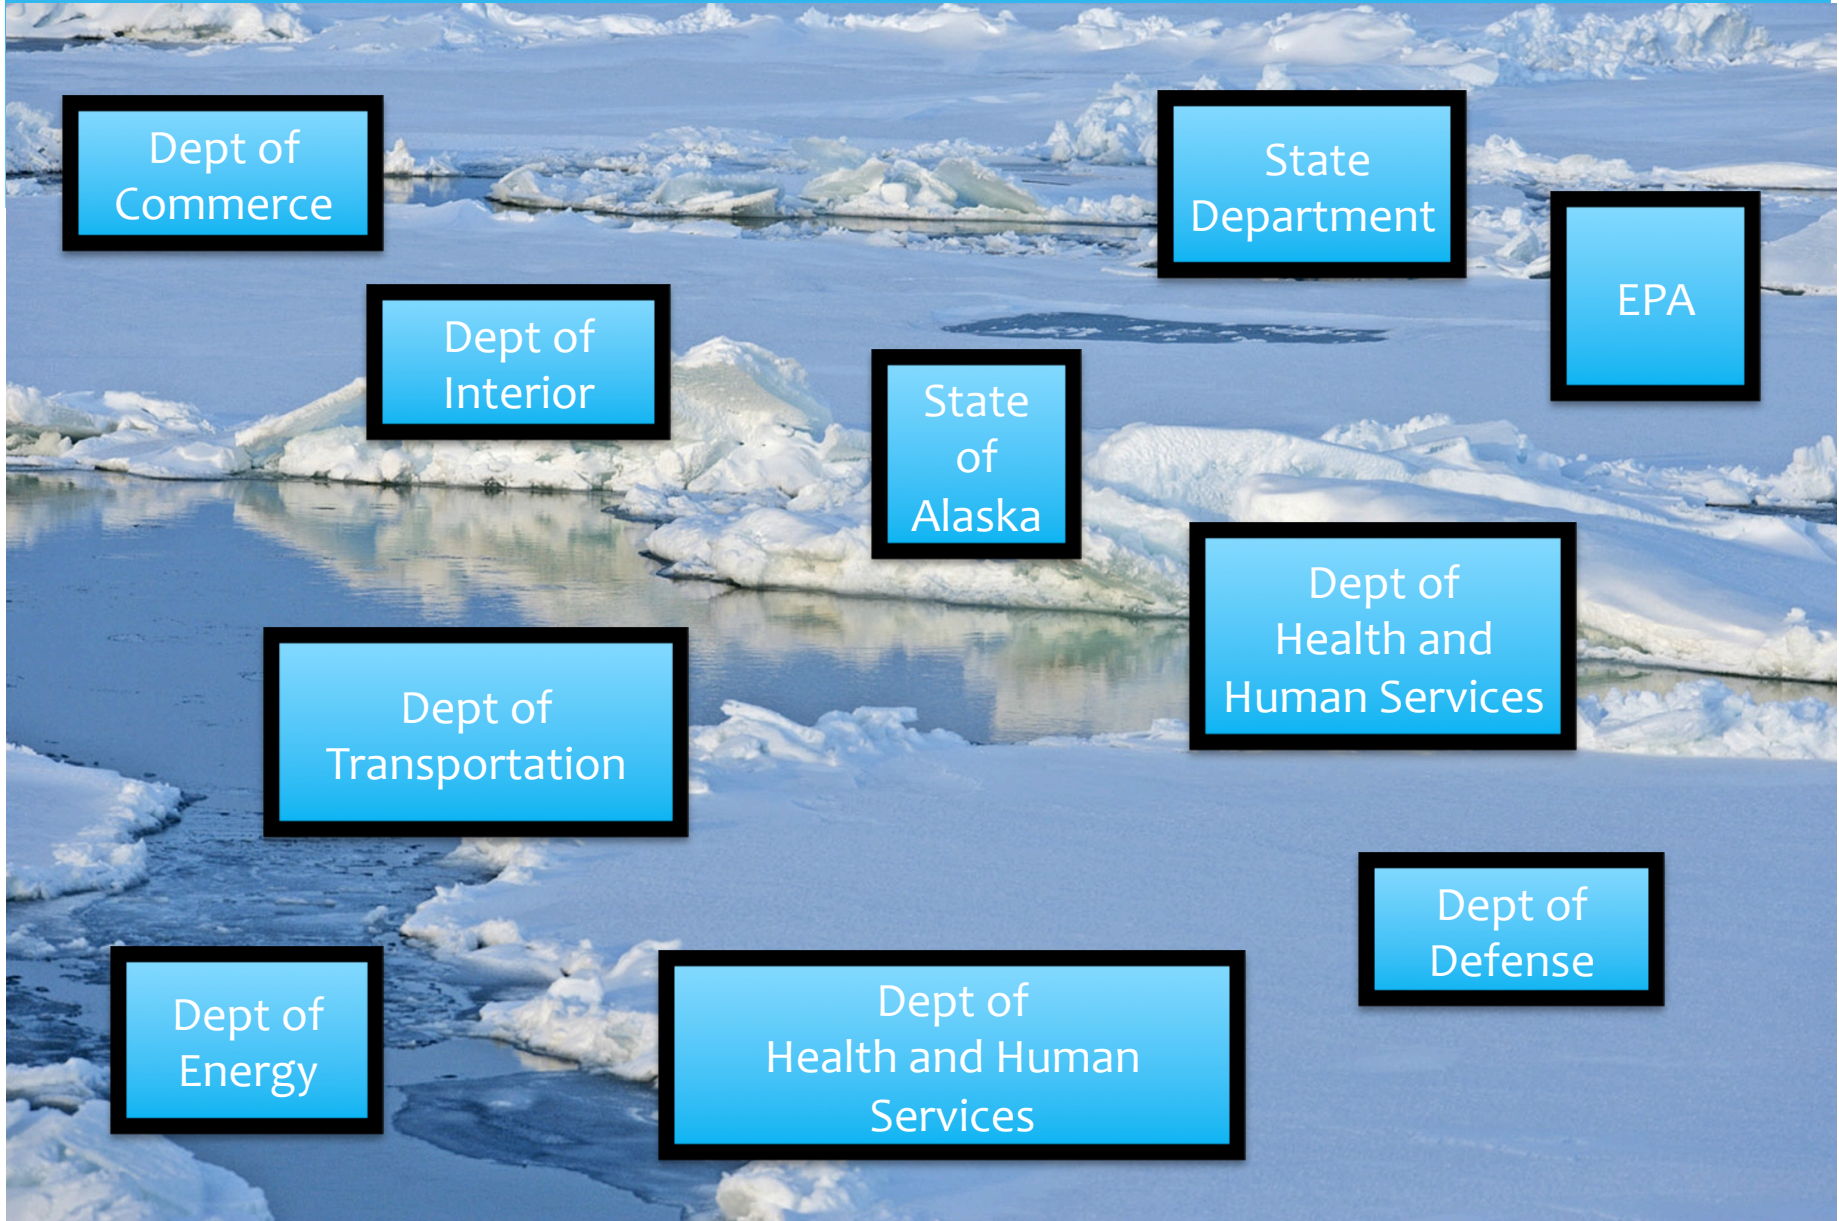 Dept of
Commerce
State
Department
EPA
Dept of
Interior
State
of
Alaska
Dept of
Health and
Human Services
Dept of
Transportation
Dept of
Defense
Dept of
Energy
Dept of
Health and Human
Services